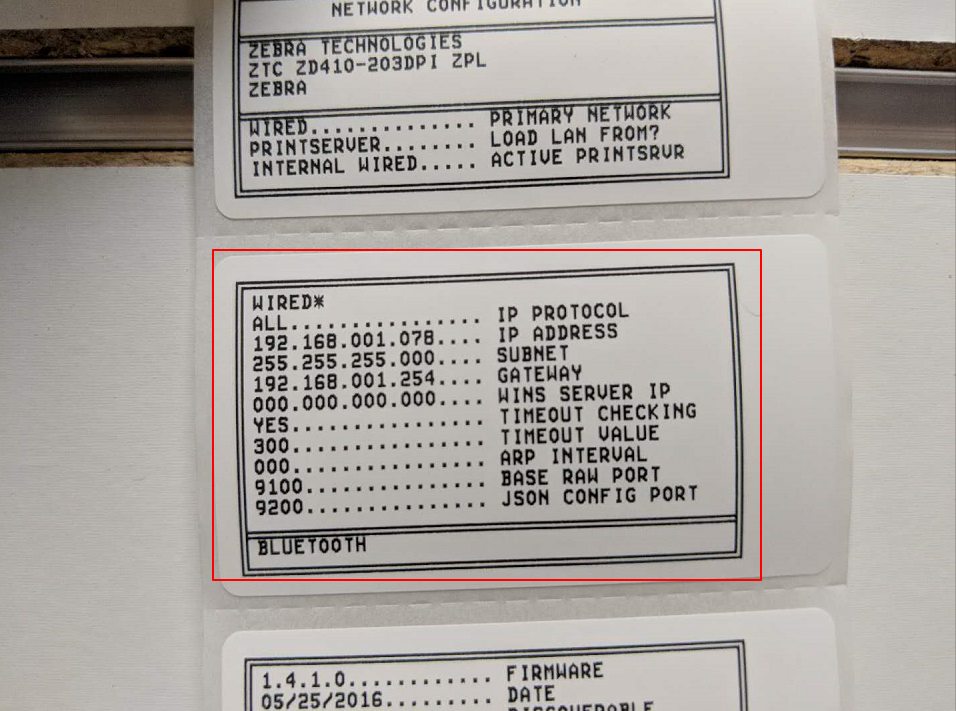 NETWORK CONFIGURATION
ZEBRA TECHNOLOGIES
ZTC ZD410-203DPI ZPL
ZEBRA
WIRED.............. PRIMARY NETWORK
PRINTSERVER........ LOAD LAN FROM?
INTERNAL WIRED..... ACTIVE PRINTSRVR
WIRED*
ALL................ IP PROTOCOL
192.168.001.078.... IP ADDRESS
255.255.255.000.... SUBNET
192.168.001.254.... GATEWAY
000.000.000.000.... WINS SERVER IP
YES................ TIMEOUT CHECKING
300................ TIMEOUT VALUE
000................ ARP INTERVAL
9100............... BASE RAW PORT
9200............... JSON CONFIG PORT
BLUETOOTH
1.4.1.0............ FIRMWARE
05/25/2016......... DATE
DISCOVERABLE